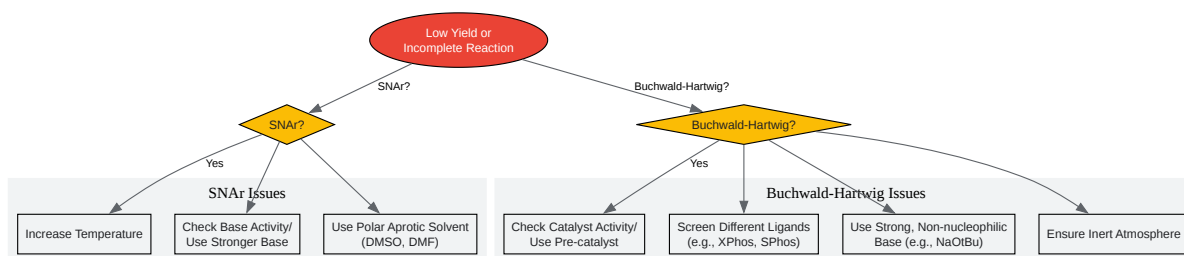 Low Yield or
Incomplete Reaction
SNAr?
Buchwald-Hartwig?
SNAr?
Buchwald-Hartwig?
Yes
Yes
SNAr Issues
Buchwald-Hartwig Issues
Increase Temperature
Check Base Activity/
Use Stronger Base
Use Polar Aprotic Solvent
(DMSO, DMF)
Check Catalyst Activity/
Use Pre-catalyst
Screen Different Ligands
(e.g., XPhos, SPhos)
Use Strong, Non-nucleophilic
Base (e.g., NaOtBu)
Ensure Inert Atmosphere